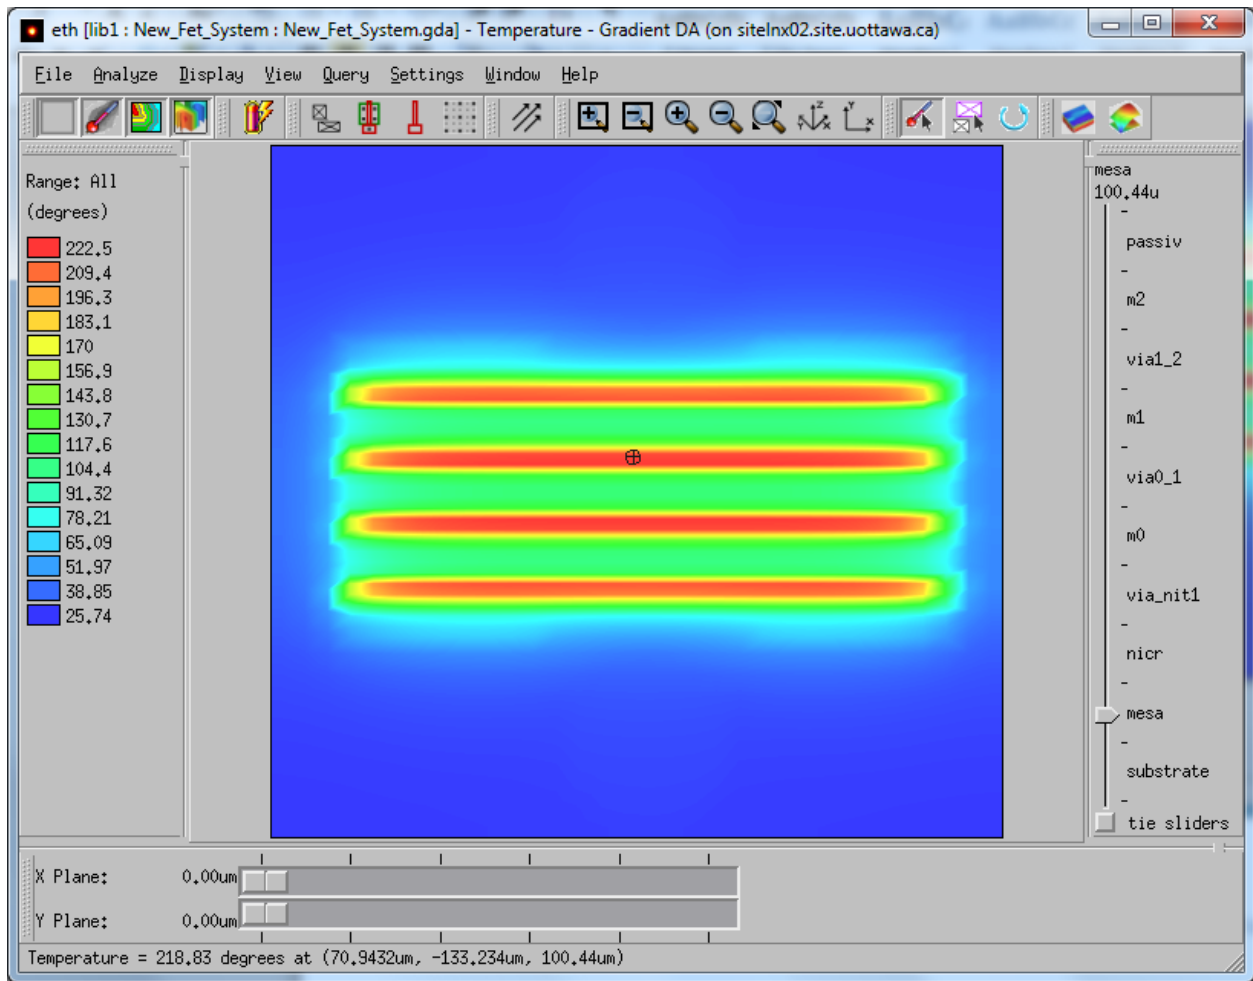 eth [lib1 : New_Fet_System : New_Fet_System.gda] - Temperature - Gradient DA (on sitelnx02.site.uottawa.ca)
File Analyze Display View Query Settings Window Help
Range: All
(degrees)
222.5
209.4
196.3
183.1
170
156.9
143.8
130.7
117.6
104.4
91.32
78.21
65.09
51.97
38.85
25.74
mesa
100.44u
passiv
m2
via1_2
m1
via0_1
m0
via_nit1
nicr
mesa
substrate
tie sliders
X Plane: 0.00um
Y Plane: 0.00um
Temperature = 218.83 degrees at (70.9432um, -133.234um, 100.44um)